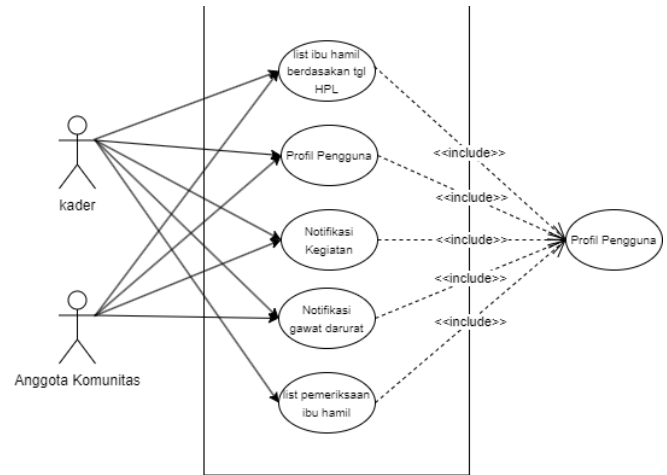 list ibu hamil
berdasakan tgl
HPL
Profil Pengguna
Notifikasi
Kegiatan
Notifikasi
gawat darurat
list pemeriksaan
ibu hamil
kader
Anggota Komunitas
<<include>>
<<include>>
<<include>>
<<include>>
<<include>>
Profil Pengguna